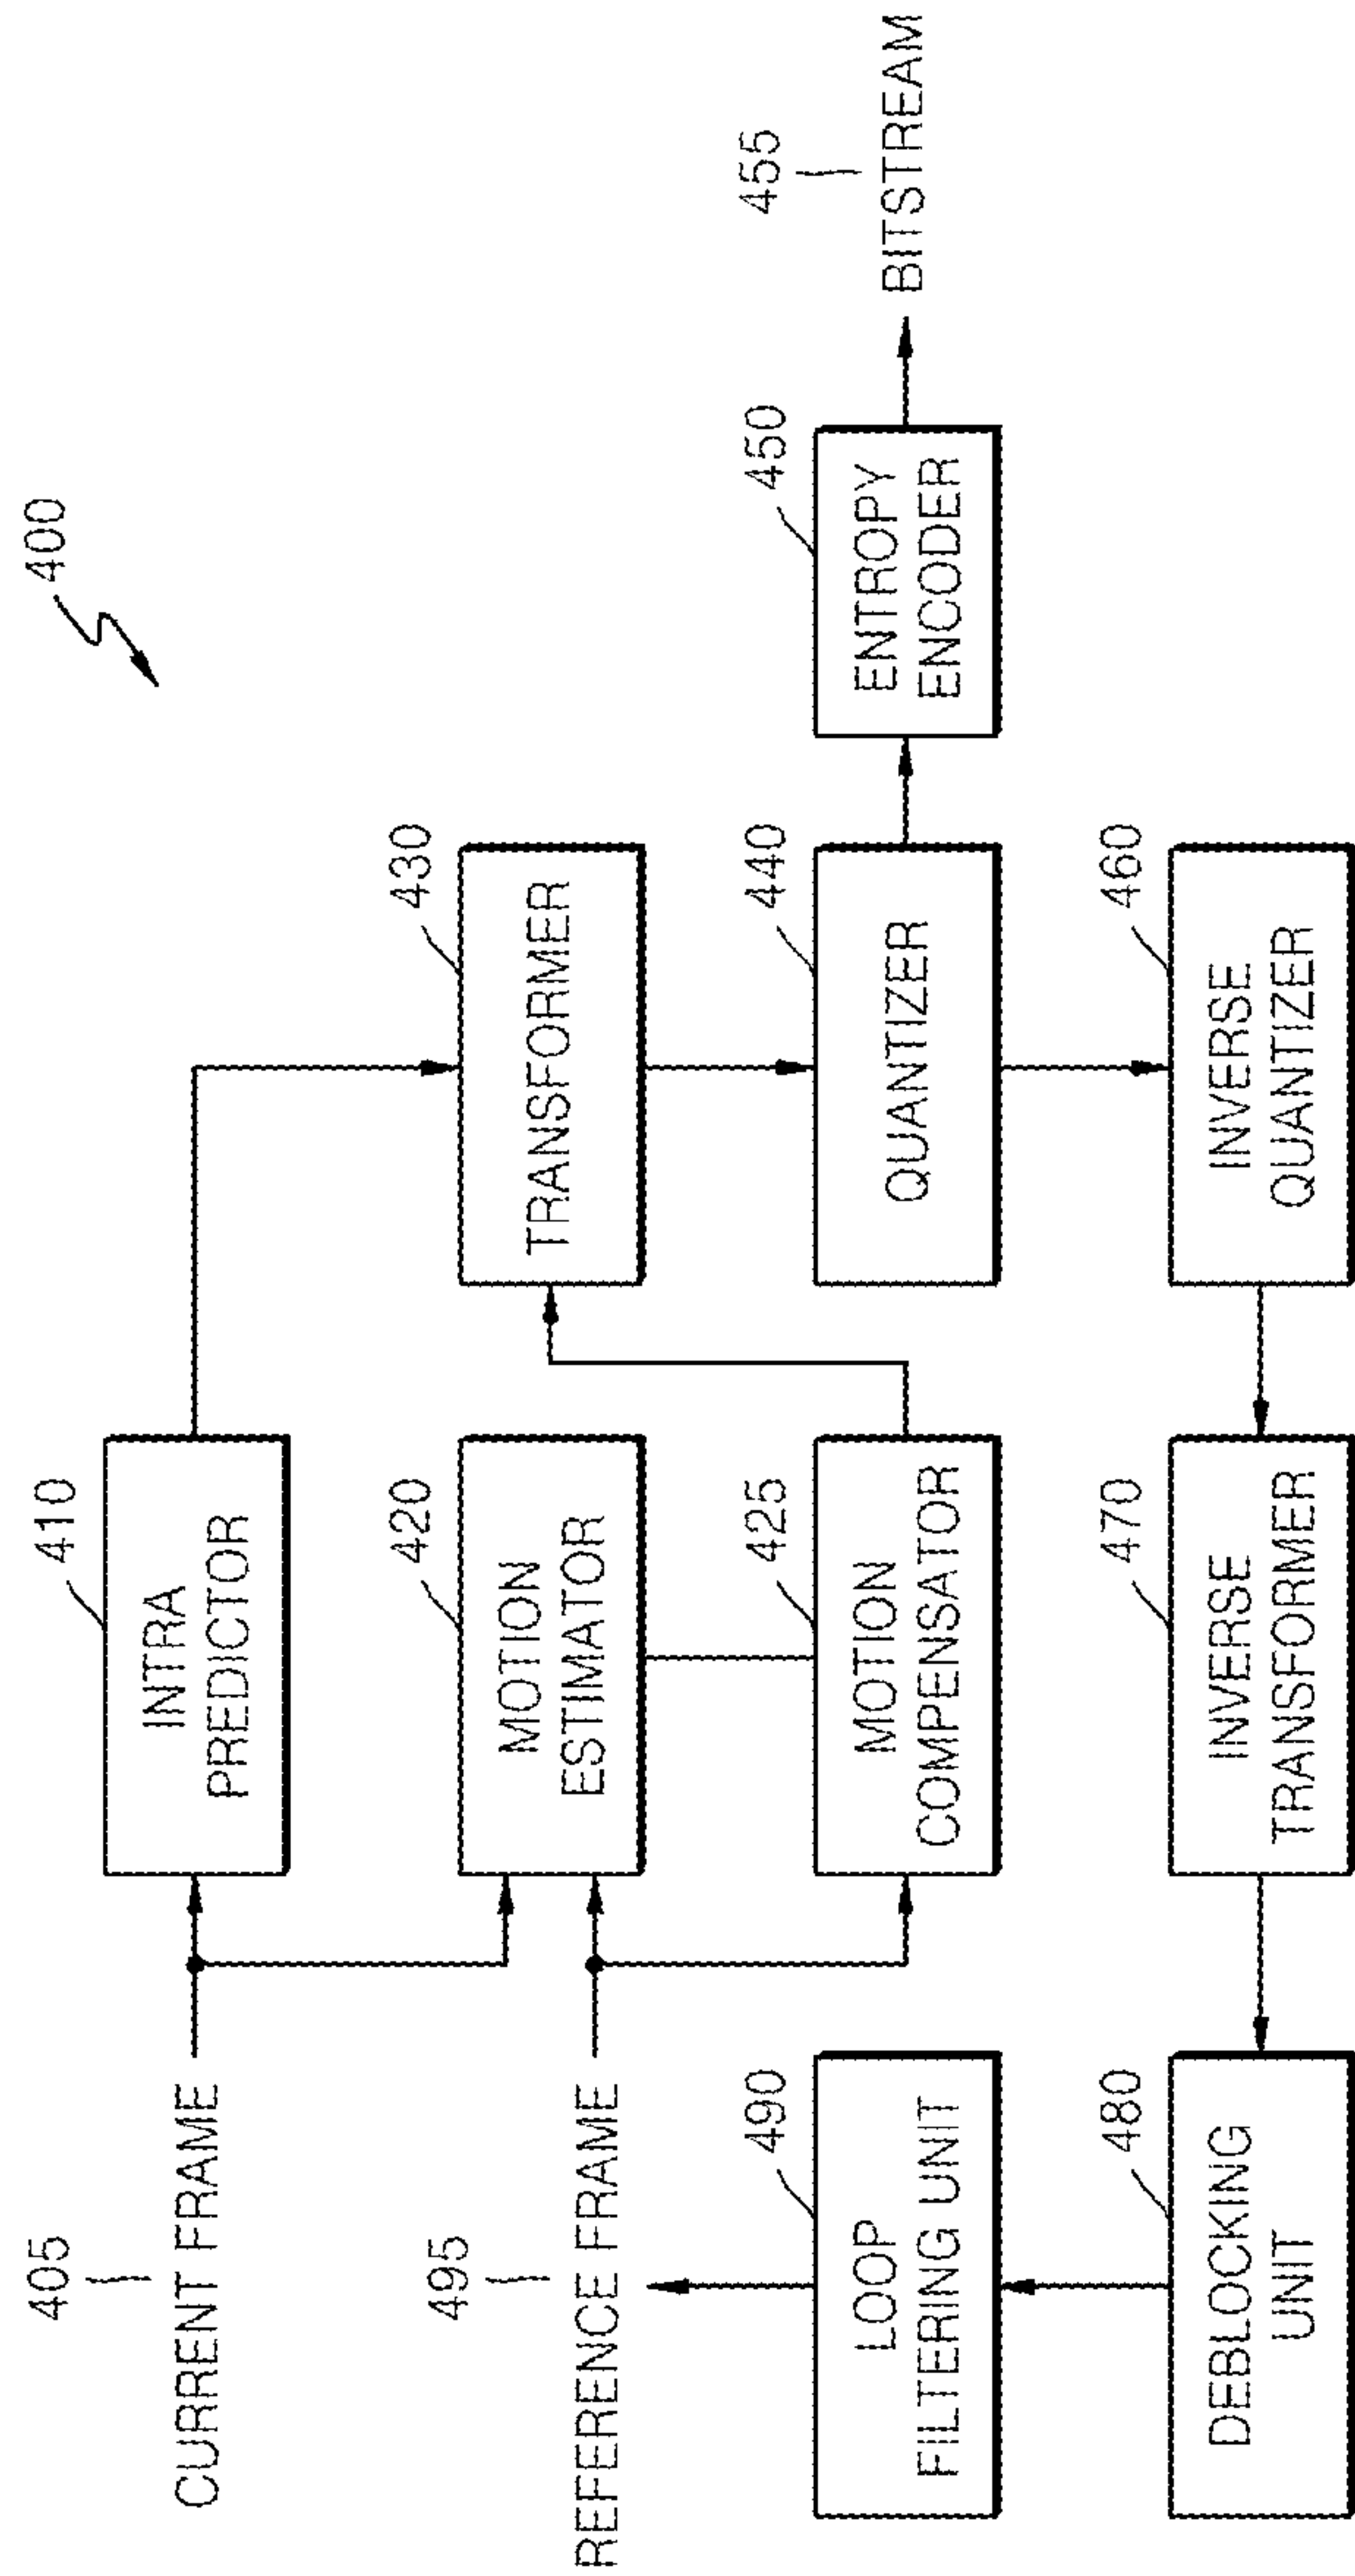 400
405
CURRENT FRAME
410
INTRA
PREDICTOR
495
REFERENCE FRAME
420
MOTION
ESTIMATOR
430
TRANSFORMER
490
LOOP
FILTERING UNIT
425
MOTION
COMPENSATOR
440
QUANTIZER
450
ENTROPY
ENCODER
455
BITSTREAM
480
DEBLOCKING
UNIT
470
INVERSE
TRANSFORMER
460
INVERSE
QUANTIZER